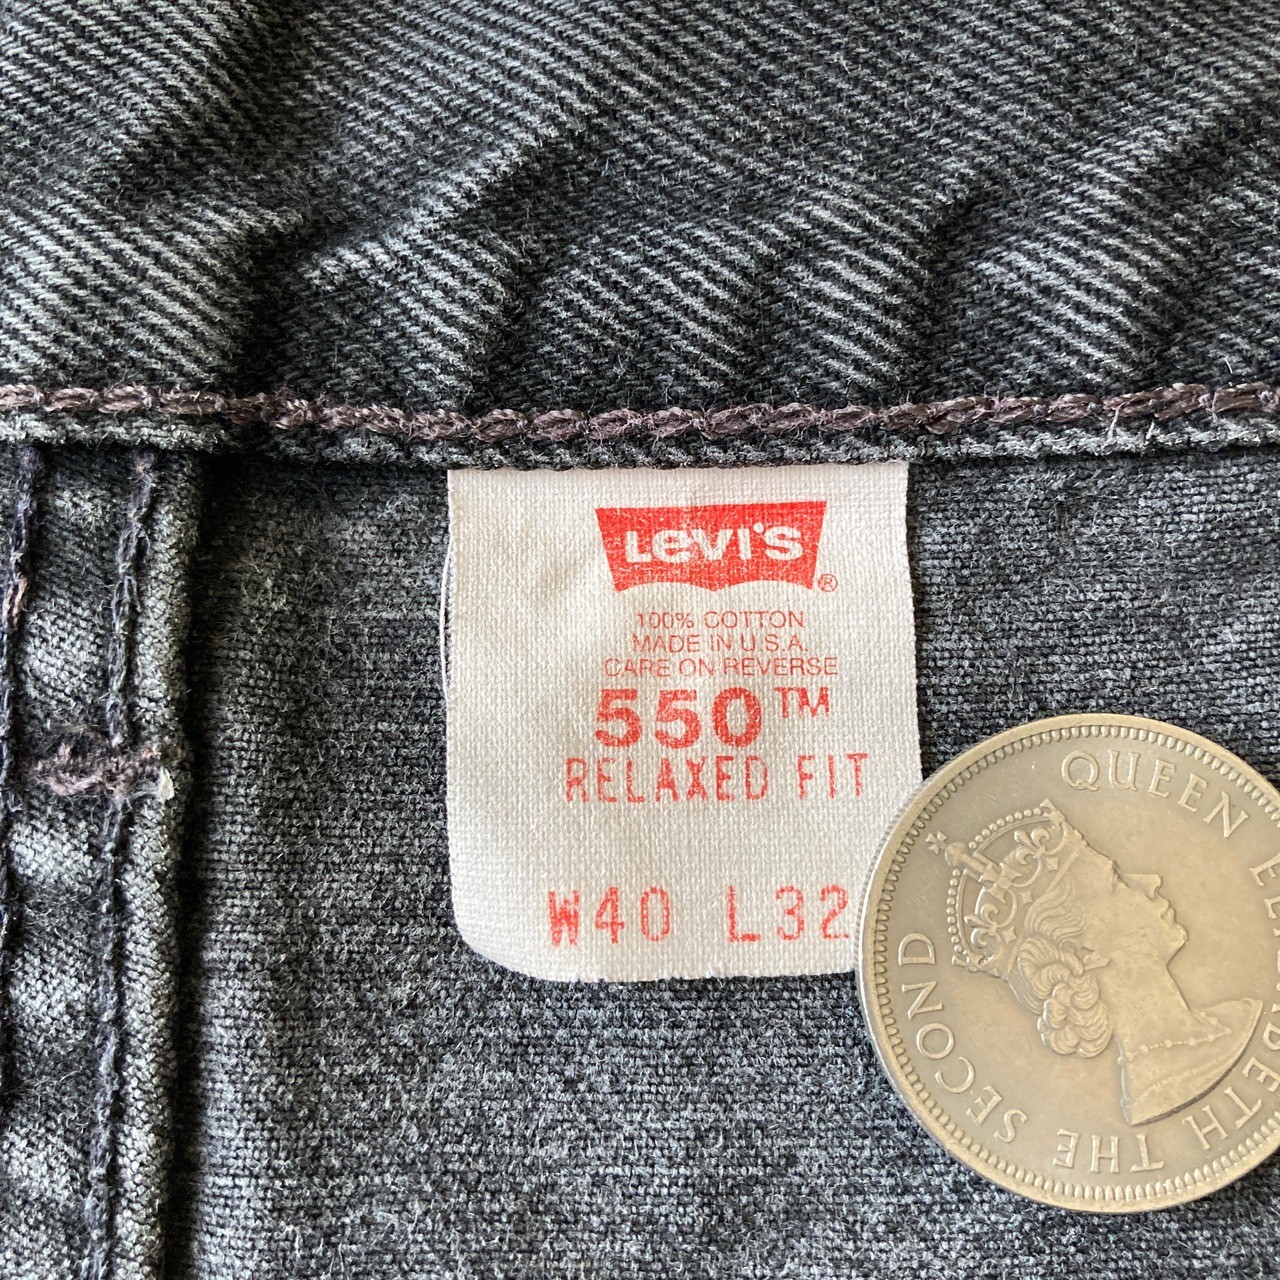 Levi's
®
100% COTTON
MADE IN U.S.A.
CARE ON REVERSE
550™
RELAXED FIT
W40 L32
QUEEN ELIZABETH THE SECOND